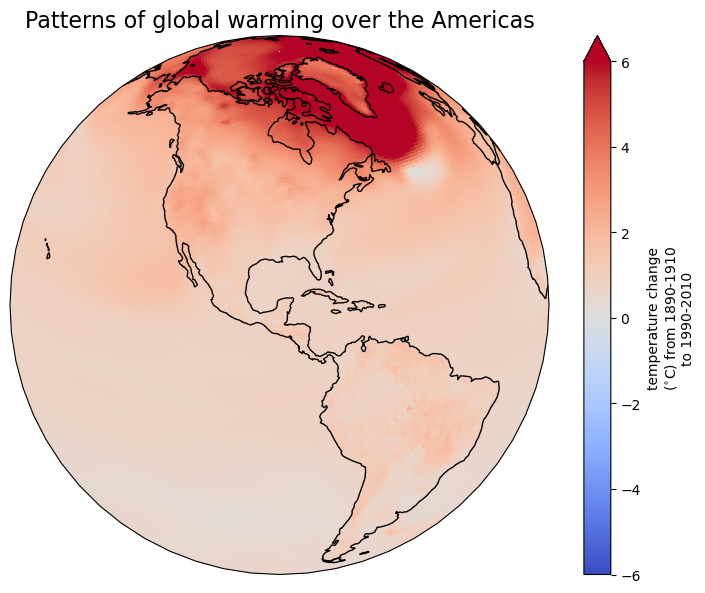 Patterns of global warming over the Americas
6
4
2
0
−2
−4
−6
temperature change
(°C) from 1890-1910
to 1990-2010